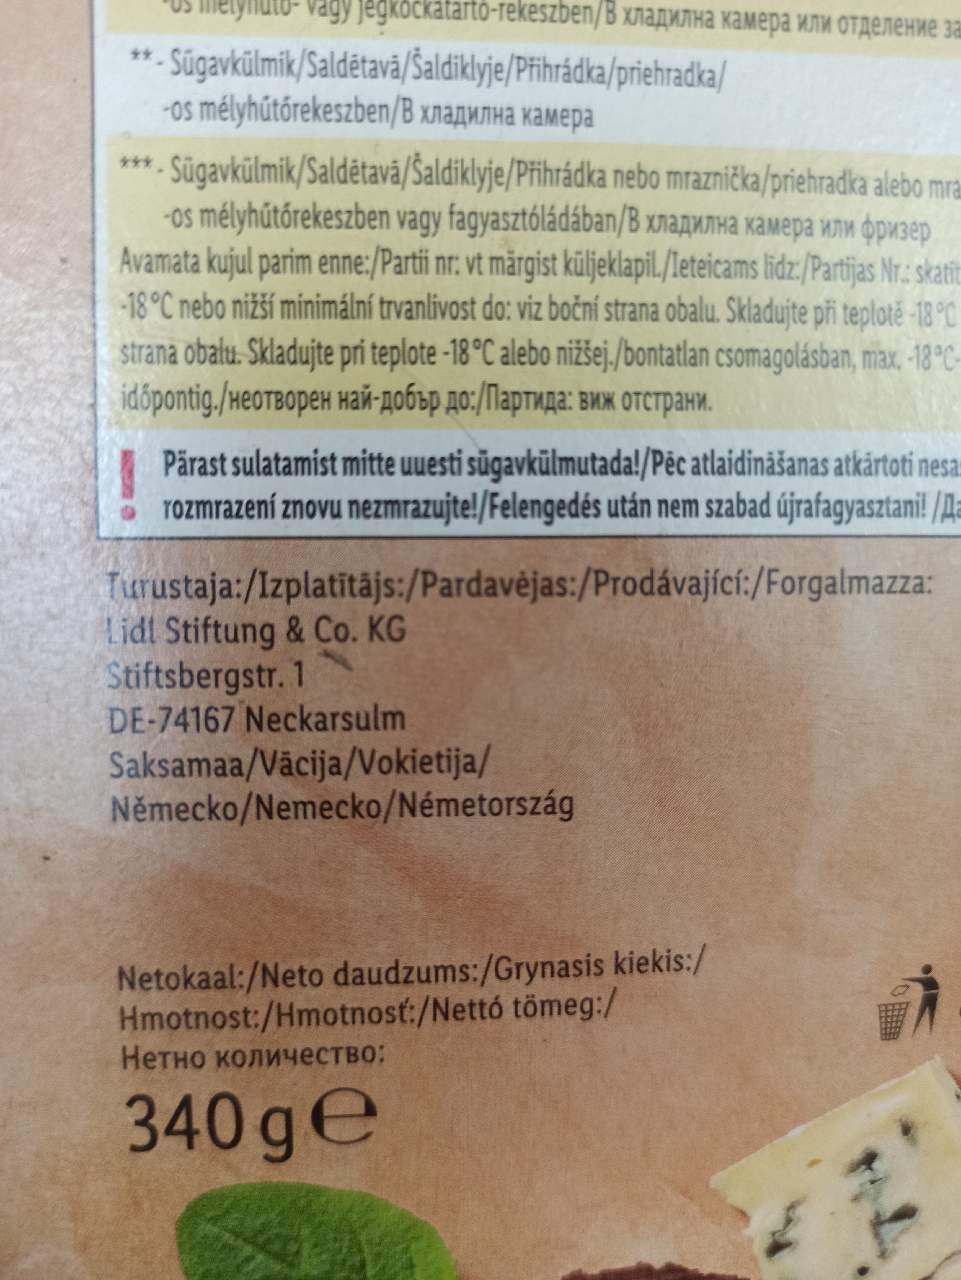 -os mélyhűtő- vagy jégkockatartó-rekeszben/В хладилна камера или отделение за
**- Sügavkülmik/Saldētavā/Šaldiklyje/Přihrádka/priehradka/
-os mélyhűtőrekeszben/В хладилна камера
***- Sügavkülmik/Saldētavā/Šaldiklyje/Přihrádka nebo mraznička/priehradka alebo mra
-os mélyhűtőrekeszben vagy fagyasztóládában/В хладилна камера или фризер
Avamata kujul parim enne:/Partii nr: vt märgist küljeklapil./Ieteicams līdz:/Partijas Nr.: skatīt
-18°C nebo nižší minimální trvanlivost do: viz boční strana obalu. Skladujte při teplotě -18°C
strana obalu. Skladujte pri teplote -18°C alebo nižšej./bontatlan csomagolásban, max. -18°C-
időpontig./неотворен най-добър до:/Партида: виж отстрани.
! Pärast sulatamist mitte uuesti sügavkülmutada!/Pēc atlaidināšanas atkārtoti nesa
rozmrazení znovu nezmrazujte!/Felengedés után nem szabad újrafagyasztani! /Да
Turustaja:/Izplatītājs:/Pardavėjas:/Prodávající:/Forgalmazza:
Lidl Stiftung & Co. KG
Stiftsbergstr. 1
DE-74167 Neckarsulm
Saksamaa/Vācija/Vokietija/
Německo/Nemecko/Németország
Netokaal:/Neto daudzums:/Grynasis kiekis:/
Hmotnost:/Hmotnosť:/Nettó tömeg:/
Нетно количество:
340 g ℮